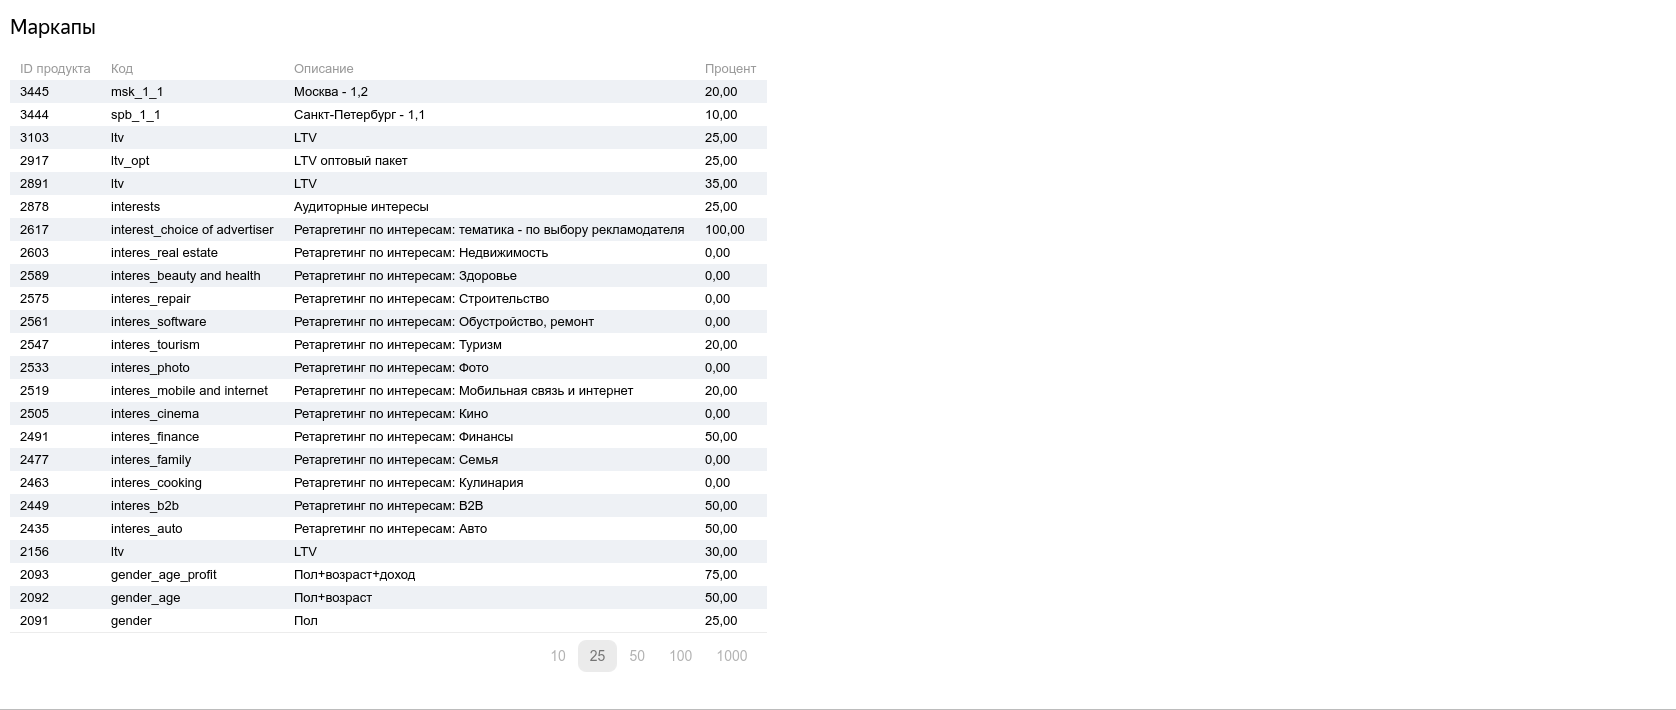 Маркапы
ID продукта Код Описание Процент
3445 msk_1_1 Москва - 1,2 20,00
3444 spb_1_1 Санкт-Петербург - 1,1 10,00
3103 ltv LTV 25,00
2917 ltv_opt LTV оптовый пакет 25,00
2891 ltv LTV 35,00
2878 interests Аудиторные интересы 25,00
2617 interest_choice of advertiser Ретаргетинг по интересам: тематика - по выбору рекламодателя 100,00
2603 interes_real estate Ретаргетинг по интересам: Недвижимость 0,00
2589 interes_beauty and health Ретаргетинг по интересам: Здоровье 0,00
2575 interes_repair Ретаргетинг по интересам: Строительство 0,00
2561 interes_software Ретаргетинг по интересам: Обустройство, ремонт 0,00
2547 interes_tourism Ретаргетинг по интересам: Туризм 20,00
2533 interes_photo Ретаргетинг по интересам: Фото 0,00
2519 interes_mobile and internet Ретаргетинг по интересам: Мобильная связь и интернет 20,00
2505 interes_cinema Ретаргетинг по интересам: Кино 0,00
2491 interes_finance Ретаргетинг по интересам: Финансы 50,00
2477 interes_family Ретаргетинг по интересам: Семья 0,00
2463 interes_cooking Ретаргетинг по интересам: Кулинария 0,00
2449 interes_b2b Ретаргетинг по интересам: B2B 50,00
2435 interes_auto Ретаргетинг по интересам: Авто 50,00
2156 ltv LTV 30,00
2093 gender_age_profit Пол+возраст+доход 75,00
2092 gender_age Пол+возраст 50,00
2091 gender Пол 25,00
10 25 50 100 1000